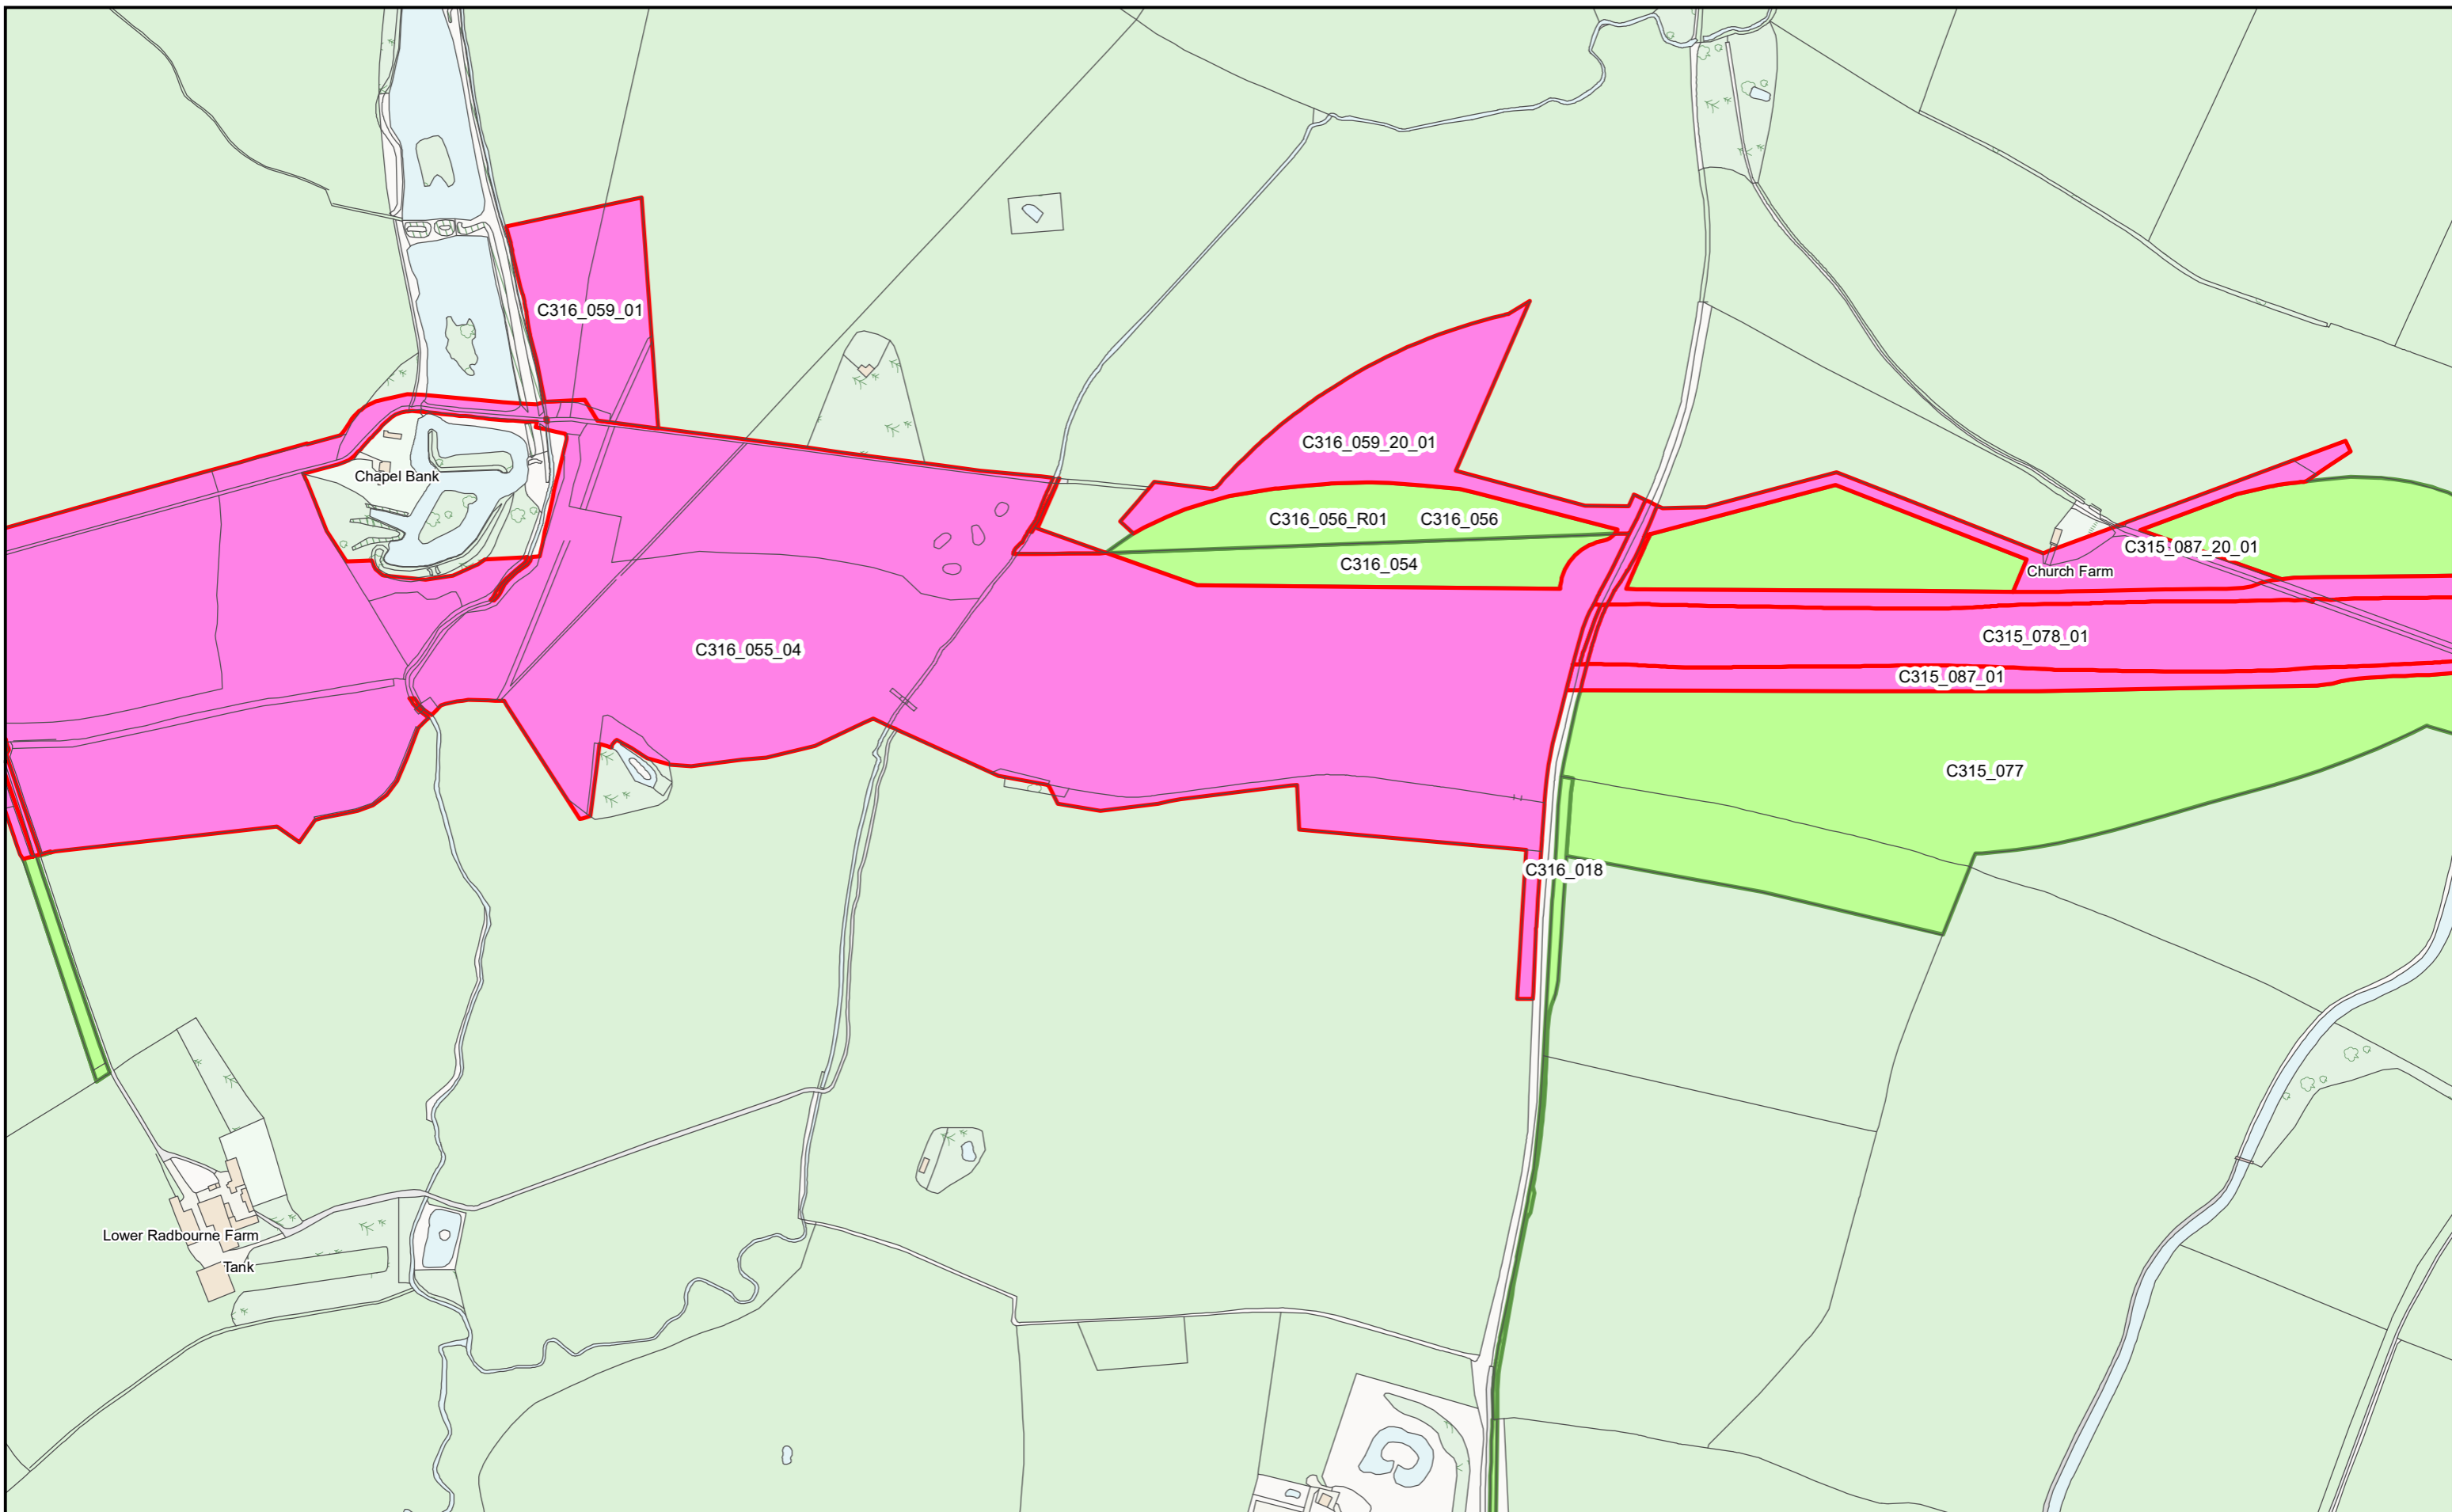 C316_059_01
C316_059_20_01
Chapel Bank
C316_056_R01
C316_056
C315_087_20_01
C316_054
Church Farm
C315_078_01
C316_055_04
C315_087_01
C315_077
C316_018
Lower Radbourne Farm
Tank